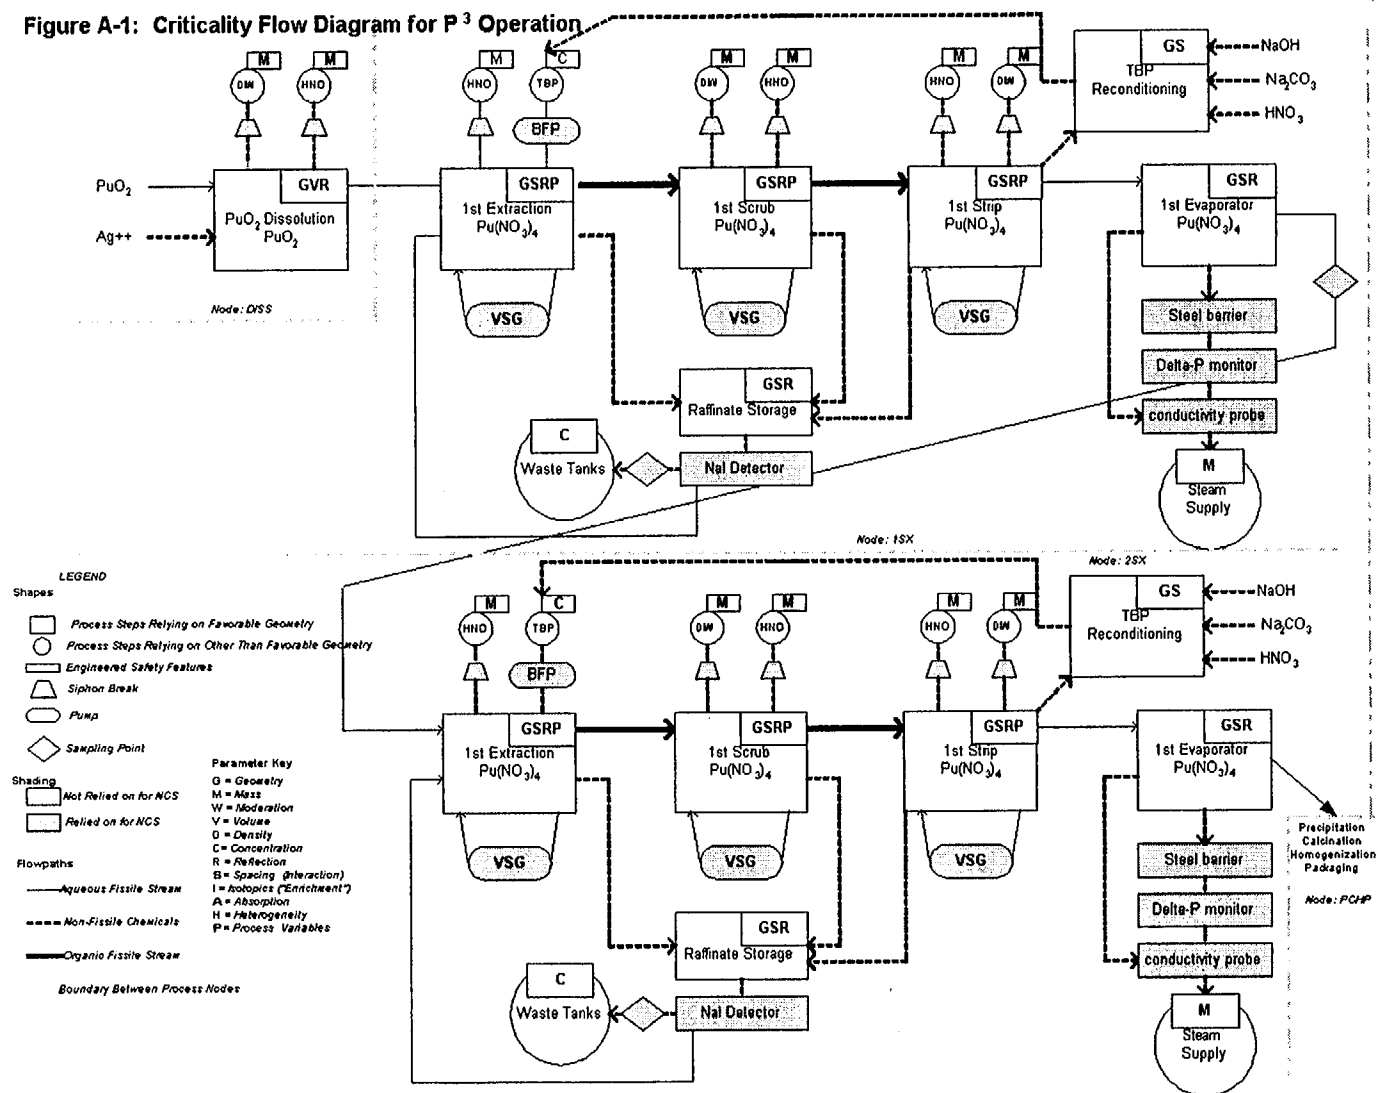 Figure A-1: Criticality Flow Diagram for P³ Operation
M
M
M
C
M
M
M
M
GS
NaOH
DIW
HNO
HNO
TBP
DIW
HNO
HNO
DIW
TBP
Reconditioning
Na₂CO₃
BFP
HNO₃
PuO₂
GVR
GSRP
GSRP
GSRP
GSR
PuO₂ Dissolution
PuO₂
1st Extraction
Pu(NO₃)₄
1st Scrub
Pu(NO₃)₄
1st Strip
Pu(NO₃)₄
1st Evaporator
Pu(NO₃)₄
Ag++
Node: DISS
VSG
VSG
VSG
Steel barrier
Delta-P monitor
GSR
Raffinate Storage
conductivity probe
C
Waste Tanks
NaI Detector
M
Steam
Supply
Node: 1SX
Node: 2SX
LEGEND
Shapes
Process Steps Relying on Favorable Geometry
Process Steps Relying on Other Than Favorable Geometry
Engineered Safety Features
Siphon Break
Pump
Sampling Point
Shading
Not Relied on for NCS
Relied on for NCS
Flowpaths
Aqueous Fissile Stream
Non-Fissile Chemicals
Organic Fissile Stream
Boundary Between Process Nodes
Parameter Key
G = Geometry
M = Mass
W = Moderation
V = Volume
D = Density
C = Concentration
R = Reflection
S = Spacing (Interaction)
I = Isotopics ("Enrichment")
A = Absorption
H = Heterogeneity
P = Process Variables
M
C
M
M
M
M
GS
NaOH
HNO
TBP
DIW
HNO
HNO
DIW
TBP
Reconditioning
Na₂CO₃
BFP
HNO₃
GSRP
GSRP
GSRP
GSR
1st Extraction
Pu(NO₃)₄
1st Scrub
Pu(NO₃)₄
1st Strip
Pu(NO₃)₄
1st Evaporator
Pu(NO₃)₄
Precipitation
Calcination
Homogenization
Packaging
Node: PCHP
VSG
VSG
VSG
Steel barrier
Delta-P monitor
GSR
Raffinate Storage
conductivity probe
C
Waste Tanks
NaI Detector
M
Steam
Supply